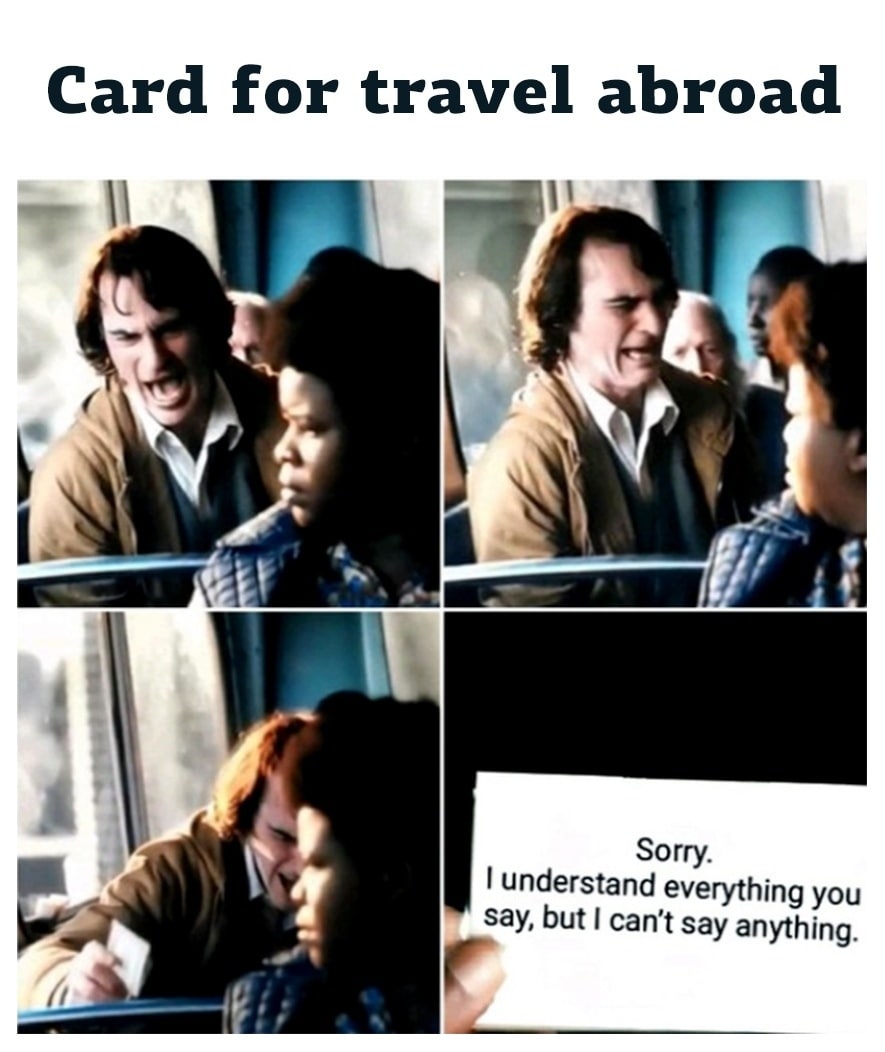 Card for travel abroad
Sorry.
I understand everything you
say, but I can't say anything.